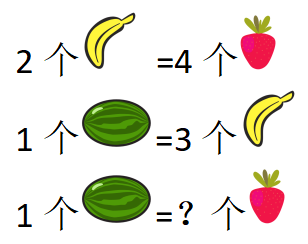 2 个 =4 个
1 个 =3 个
1 个 =? 个